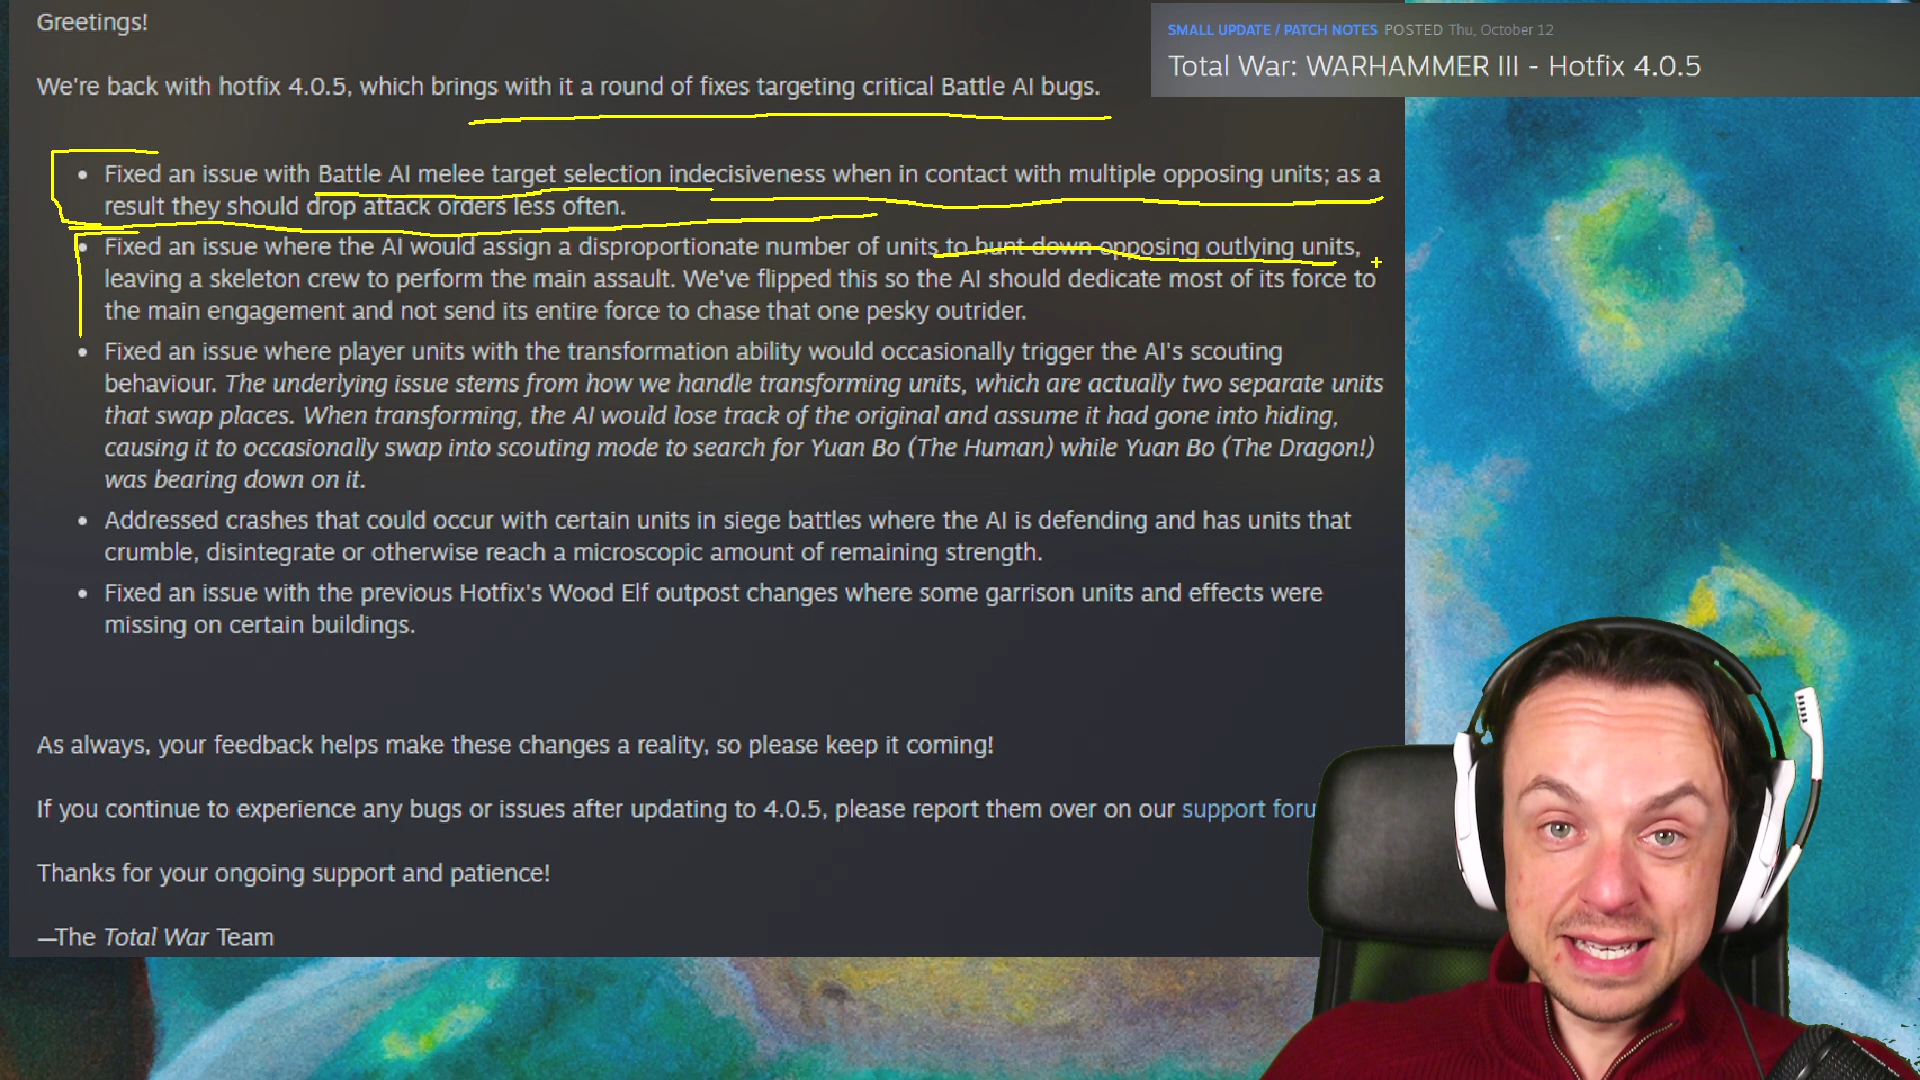 Greetings!
SMALL UPDATE / PATCH NOTES POSTED Thu, October 12
Total War: WARHAMMER III - Hotfix 4.0.5
We're back with hotfix 4.0.5, which brings with it a round of fixes targeting critical Battle AI bugs.
• Fixed an issue with Battle AI melee target selection indecisiveness when in contact with multiple opposing units; as a
result they should drop attack orders less often.
• Fixed an issue where the AI would assign a disproportionate number of units to hunt down opposing outlying units,
leaving a skeleton crew to perform the main assault. We've flipped this so the AI should dedicate most of its force to
the main engagement and not send its entire force to chase that one pesky outrider.
• Fixed an issue where player units with the transformation ability would occasionally trigger the AI's scouting
behaviour. The underlying issue stems from how we handle transforming units, which are actually two separate units
that swap places. When transforming, the AI would lose track of the original and assume it had gone into hiding,
causing it to occasionally swap into scouting mode to search for Yuan Bo (The Human) while Yuan Bo (The Dragon!)
was bearing down on it.
• Addressed crashes that could occur with certain units in siege battles where the AI is defending and has units that
crumble, disintegrate or otherwise reach a microscopic amount of remaining strength.
• Fixed an issue with the previous Hotfix's Wood Elf outpost changes where some garrison units and effects were
missing on certain buildings.
As always, your feedback helps make these changes a reality, so please keep it coming!
If you continue to experience any bugs or issues after updating to 4.0.5, please report them over on our support foru
Thanks for your ongoing support and patience!
—The Total War Team